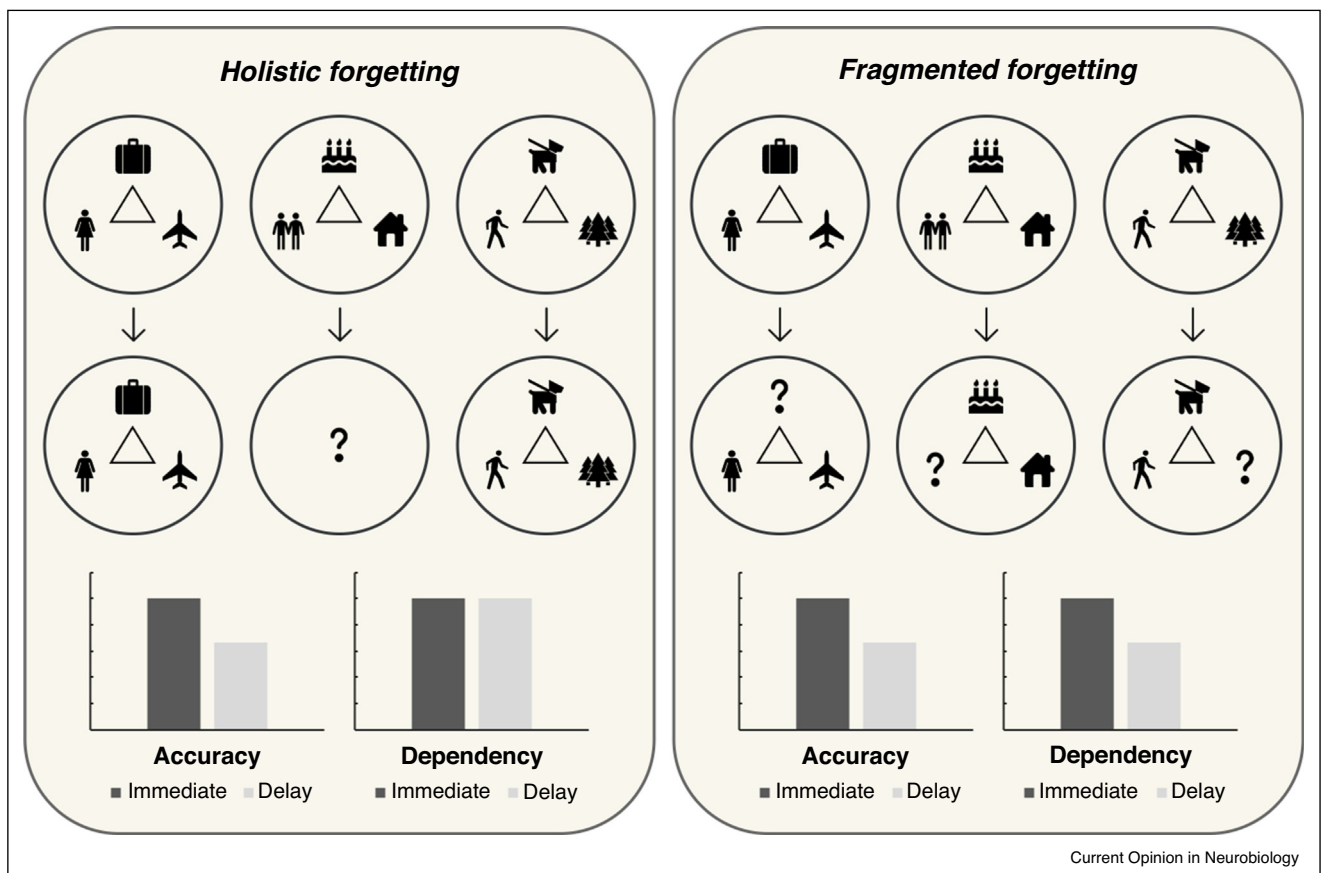 Holistic forgetting
?
Accuracy
Immediate Delay
Dependency
Immediate Delay
Fragmented forgetting
?
?
?
Accuracy
Immediate Delay
Dependency
Immediate Delay
Current Opinion in Neurobiology